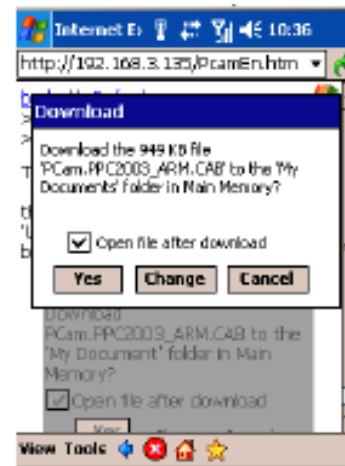 Internet E 10:36
http://192.168.3.135/PcamEn.htm
Download
Download the 949 KB file
'PCam.PPC2003_ARM.CAB' to the 'My
Documents' folder in Main Memory?
Open file after download
Yes Change Cancel
Download
PCam.PPC2003_ARM.CAB to the
'My Document' folder in Main
Memory?
Open file after download
Yes
View Tools